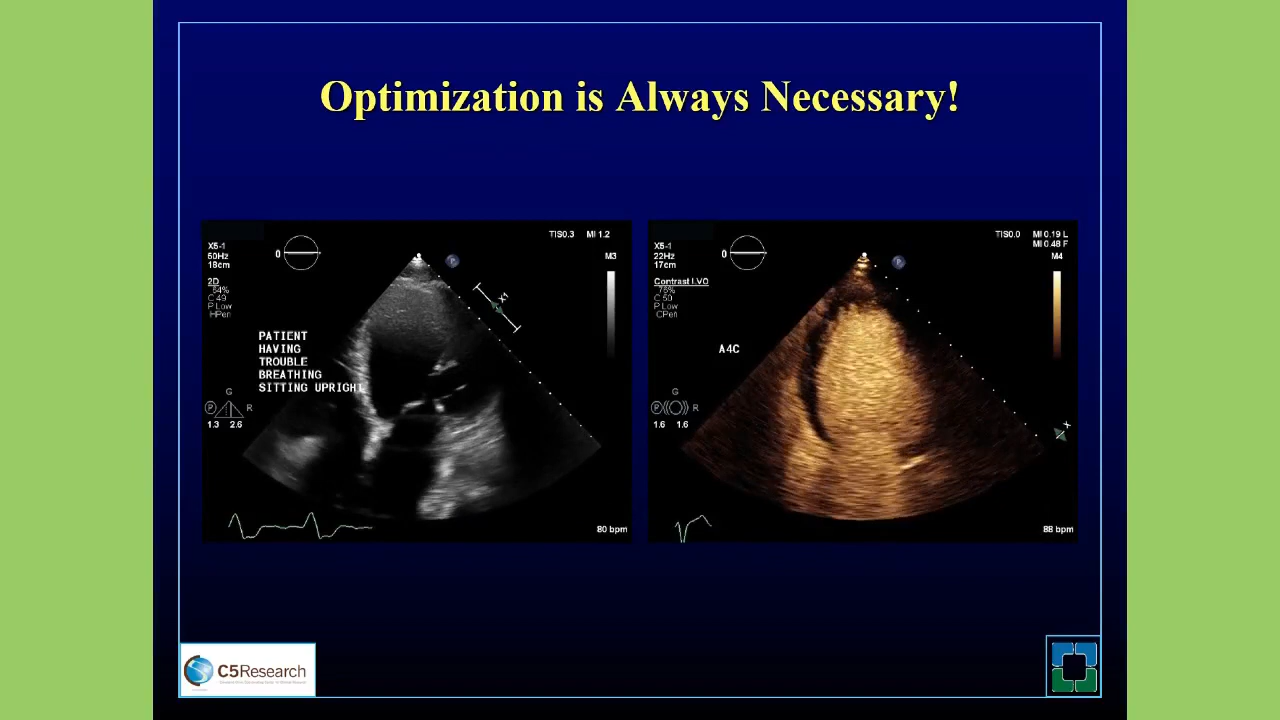 Optimization is Always Necessary!
TIS0.3 MI 1.2
X5-1
50Hz
18cm
0
P
M3
2D
54%
C 49
P Low
HPen
X1
PATIENT
HAVING
TROUBLE
BREATHING
SITTING UPRIGHT
G
P R
1.3 2.6
80 bpm
TIS0.0 MI 0.19 L
MI 0.48 F
X5-1
22Hz
17cm
0
P
M4
Contrast LVO
76%
C 50
P Low
CPen
A4C
G
P R
1.6 1.6
X
88 bpm
C5Research